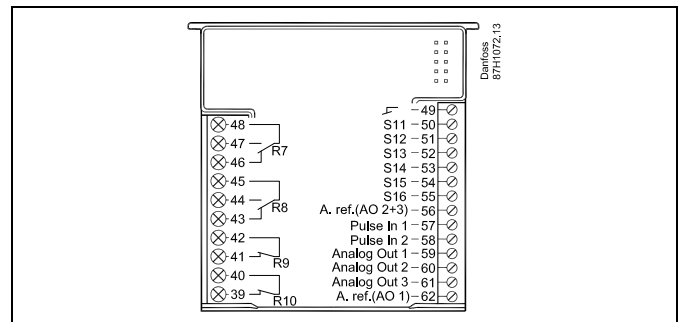 Danfoss
87H1072.13
48
47
46
R7
45
44
43
R8
42
41
R9
40
39
R10
49
S11 – 50
S12 – 51
S13 – 52
S14 – 53
S15 – 54
S16 – 55
A. ref.(AO 2+3) – 56
Pulse In 1 – 57
Pulse In 2 – 58
Analog Out 1 – 59
Analog Out 2 – 60
Analog Out 3 – 61
A. ref.(AO 1) – 62